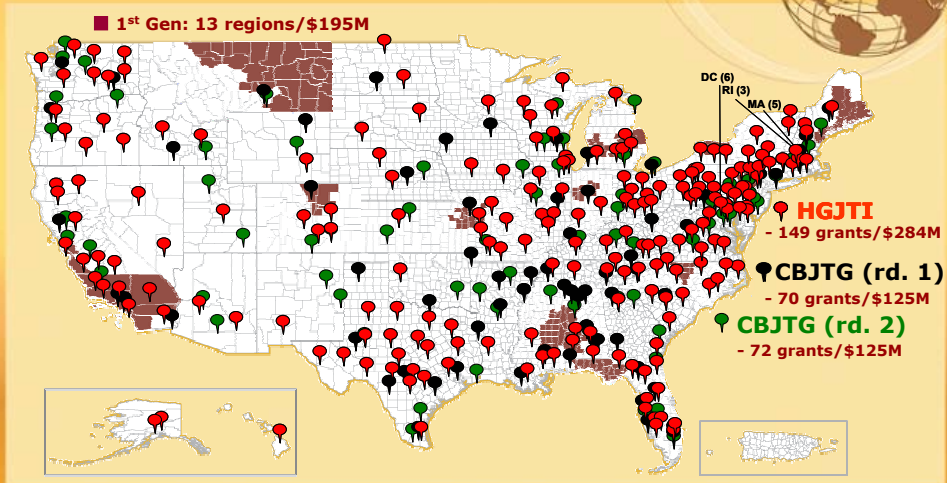 1st Gen: 13 regions/$195M
DC (6)
RI (3)
MA (5)
HGJTI
- 149 grants/$284M
CBJTG (rd. 1)
- 70 grants/$125M
CBJTG (rd. 2)
- 72 grants/$125M